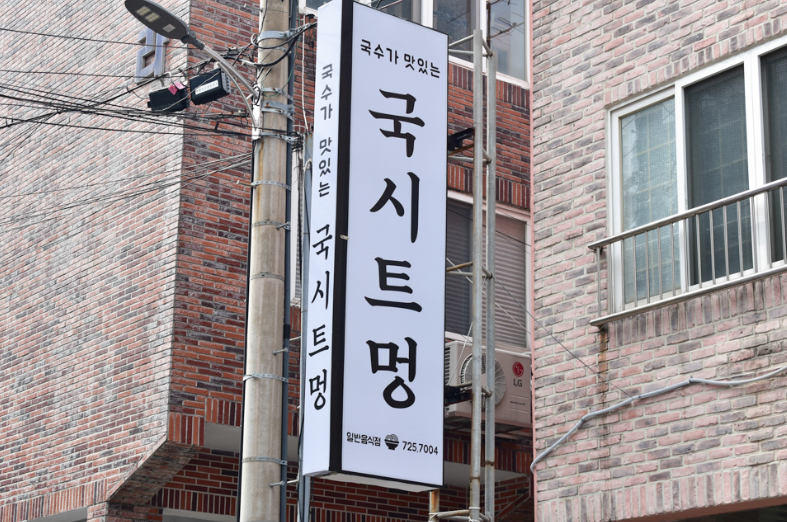 국수가 맛있는
국시트멍
일반음식점 725.7004
국수가 맛있는 국시트멍
LG